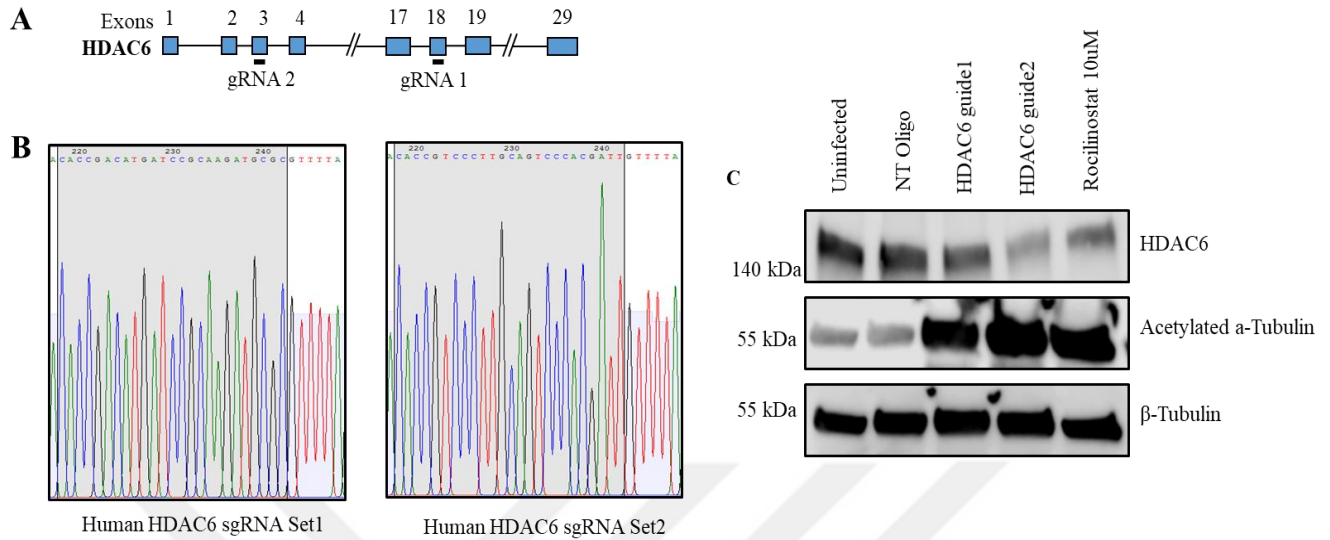 A
Exons 1 2 3 4 17 18 19 29
HDAC6
gRNA 2 gRNA 1
B
220 230 240
ACACCGACATGATCCGCAAGATGCGCGTTTTA
220 230 240
ACACCGTCCCTTGCAGTCCCACGATTGTTTTA
Human HDAC6 sgRNA Set1
Human HDAC6 sgRNA Set2
C
Uninfected
NT Oligo
HDAC6 guide1
HDAC6 guide2
Rocilinostat 10uM
140 kDa HDAC6
55 kDa Acetylated a-Tubulin
55 kDa β-Tubulin